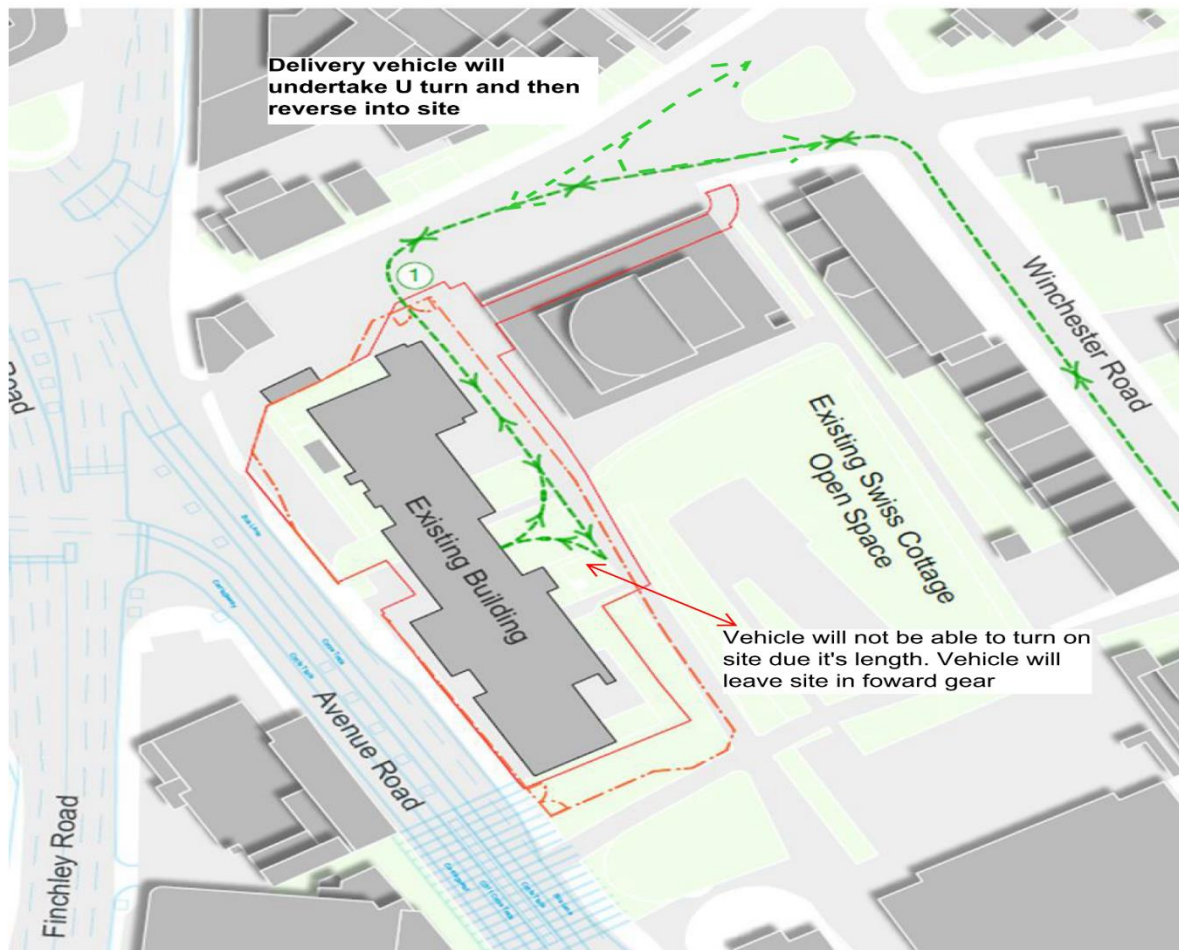 Delivery vehicle will
undertake U turn and then
reverse into site
1
Winchester Road
Road
Existing Swiss Cottage
Open Space
Existing Building
Vehicle will not be able to turn on
site due it's length. Vehicle will
leave site in foward gear
Avenue Road
Finchley Road